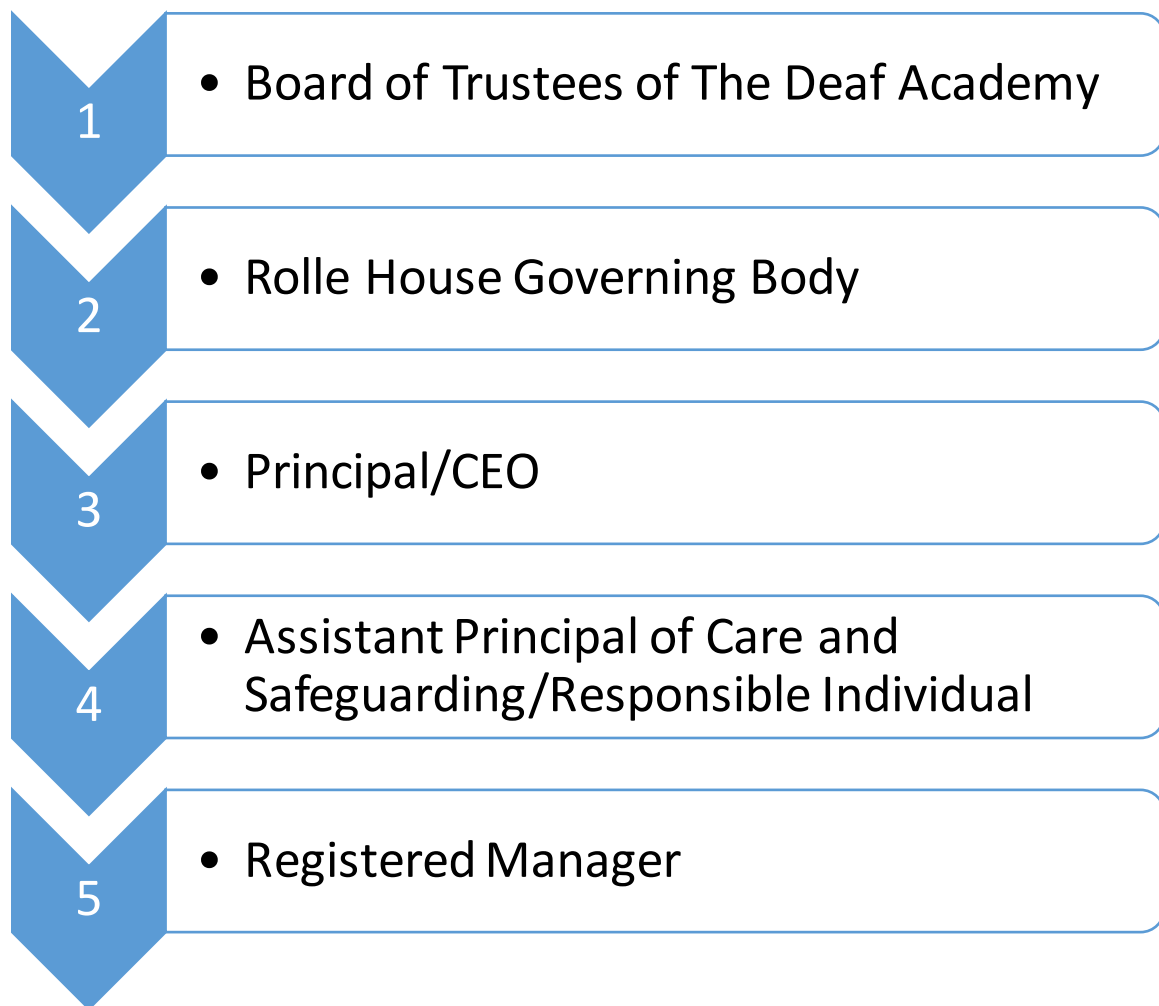 1
• Board of Trustees of The Deaf Academy
2
• Rolle House Governing Body
3
• Principal/CEO
4
• Assistant Principal of Care and
Safeguarding/Responsible Individual
5
• Registered Manager